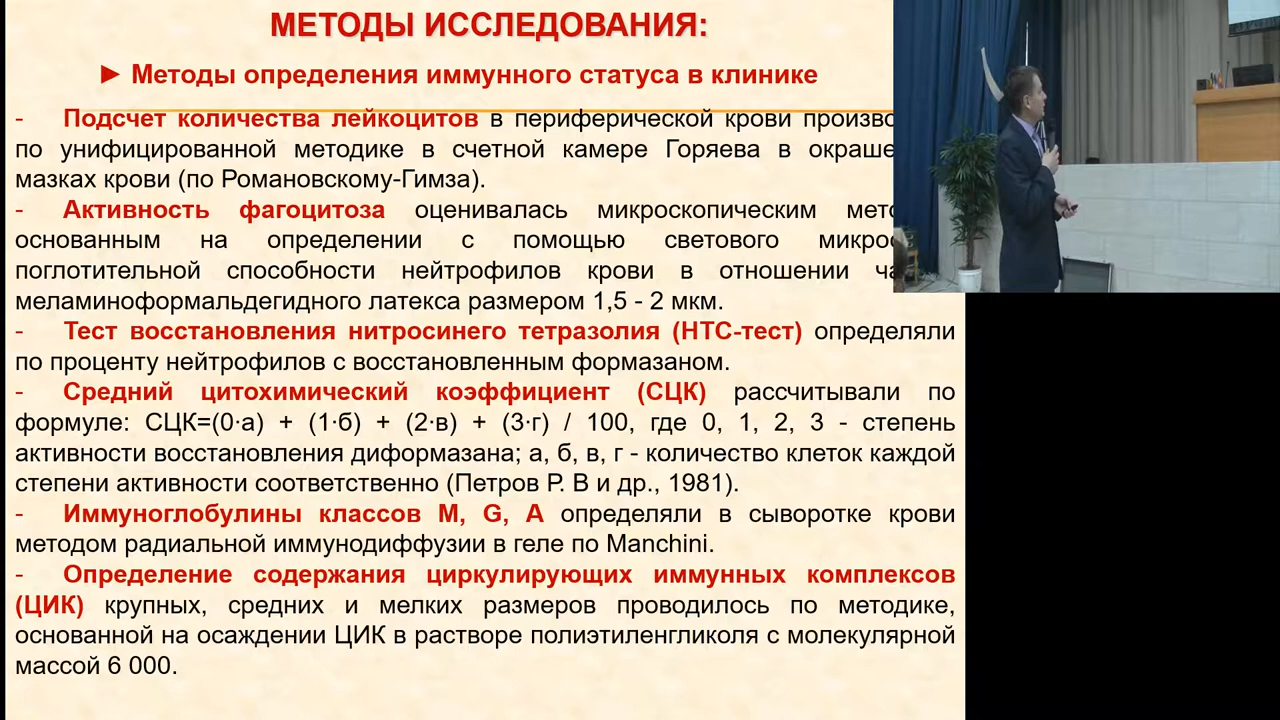 МЕТОДЫ ИССЛЕДОВАНИЯ:
► Методы определения иммунного статуса в клинике
- Подсчет количества лейкоцитов в периферической крови
по унифицированной методике в счетной камере Горяева в
мазках крови (по Романовскому-Гимза).
- Активность фагоцитоза оценивалась микроскопическим
основанным на определении с помощью светового
поглотительной способности нейтрофилов крови в отношении
меламиноформальдегидного латекса размером 1,5 - 2 мкм.
- Тест восстановления нитросинего тетразолия (НТС-тест) определяли
по проценту нейтрофилов с восстановленным формазаном.
- Средний цитохимический коэффициент (СЦК) рассчитывали по
формуле: СЦК=(0·а) + (1·б) + (2·в) + (3·г) / 100, где 0, 1, 2, 3 - степень
активности восстановления диформазана; а, б, в, г - количество клеток каждой
степени активности соответственно (Петров Р. В и др., 1981).
- Иммуноглобулины классов M, G, A определяли в сыворотке крови
методом радиальной иммунодиффузии в геле по Manchini.
- Определение содержания циркулирующих иммунных комплексов
(ЦИК) крупных, средних и мелких размеров проводилось по методике,
основанной на осаждении ЦИК в растворе полиэтиленгликоля с молекулярной
массой 6 000.